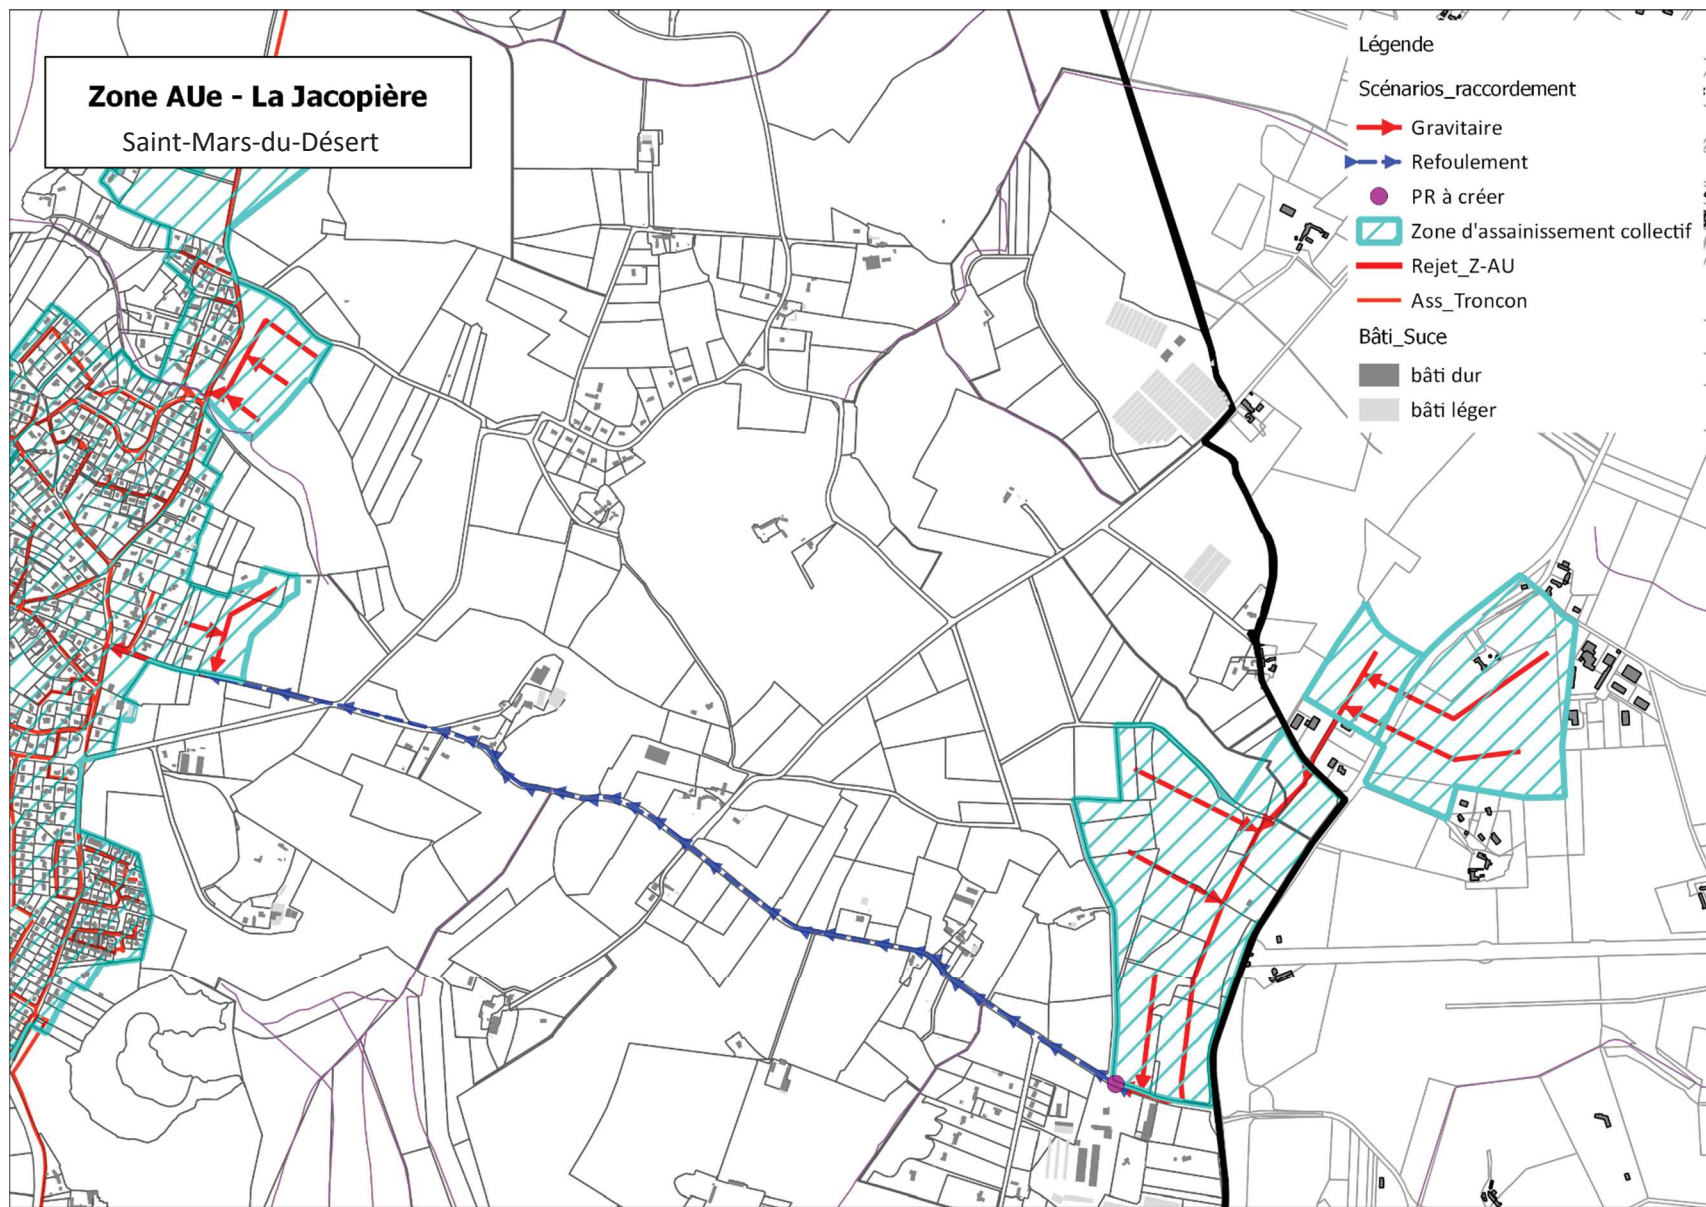 Zone AUe - La Jacopière
Saint-Mars-du-Désert
Légende
Scénarios_raccordement
Gravitaire
Refoulement
PR à créer
Zone d'assainissement collectif
Rejet_Z-AU
Ass_Troncon
Bâti_Suce
bâti dur
bâti léger